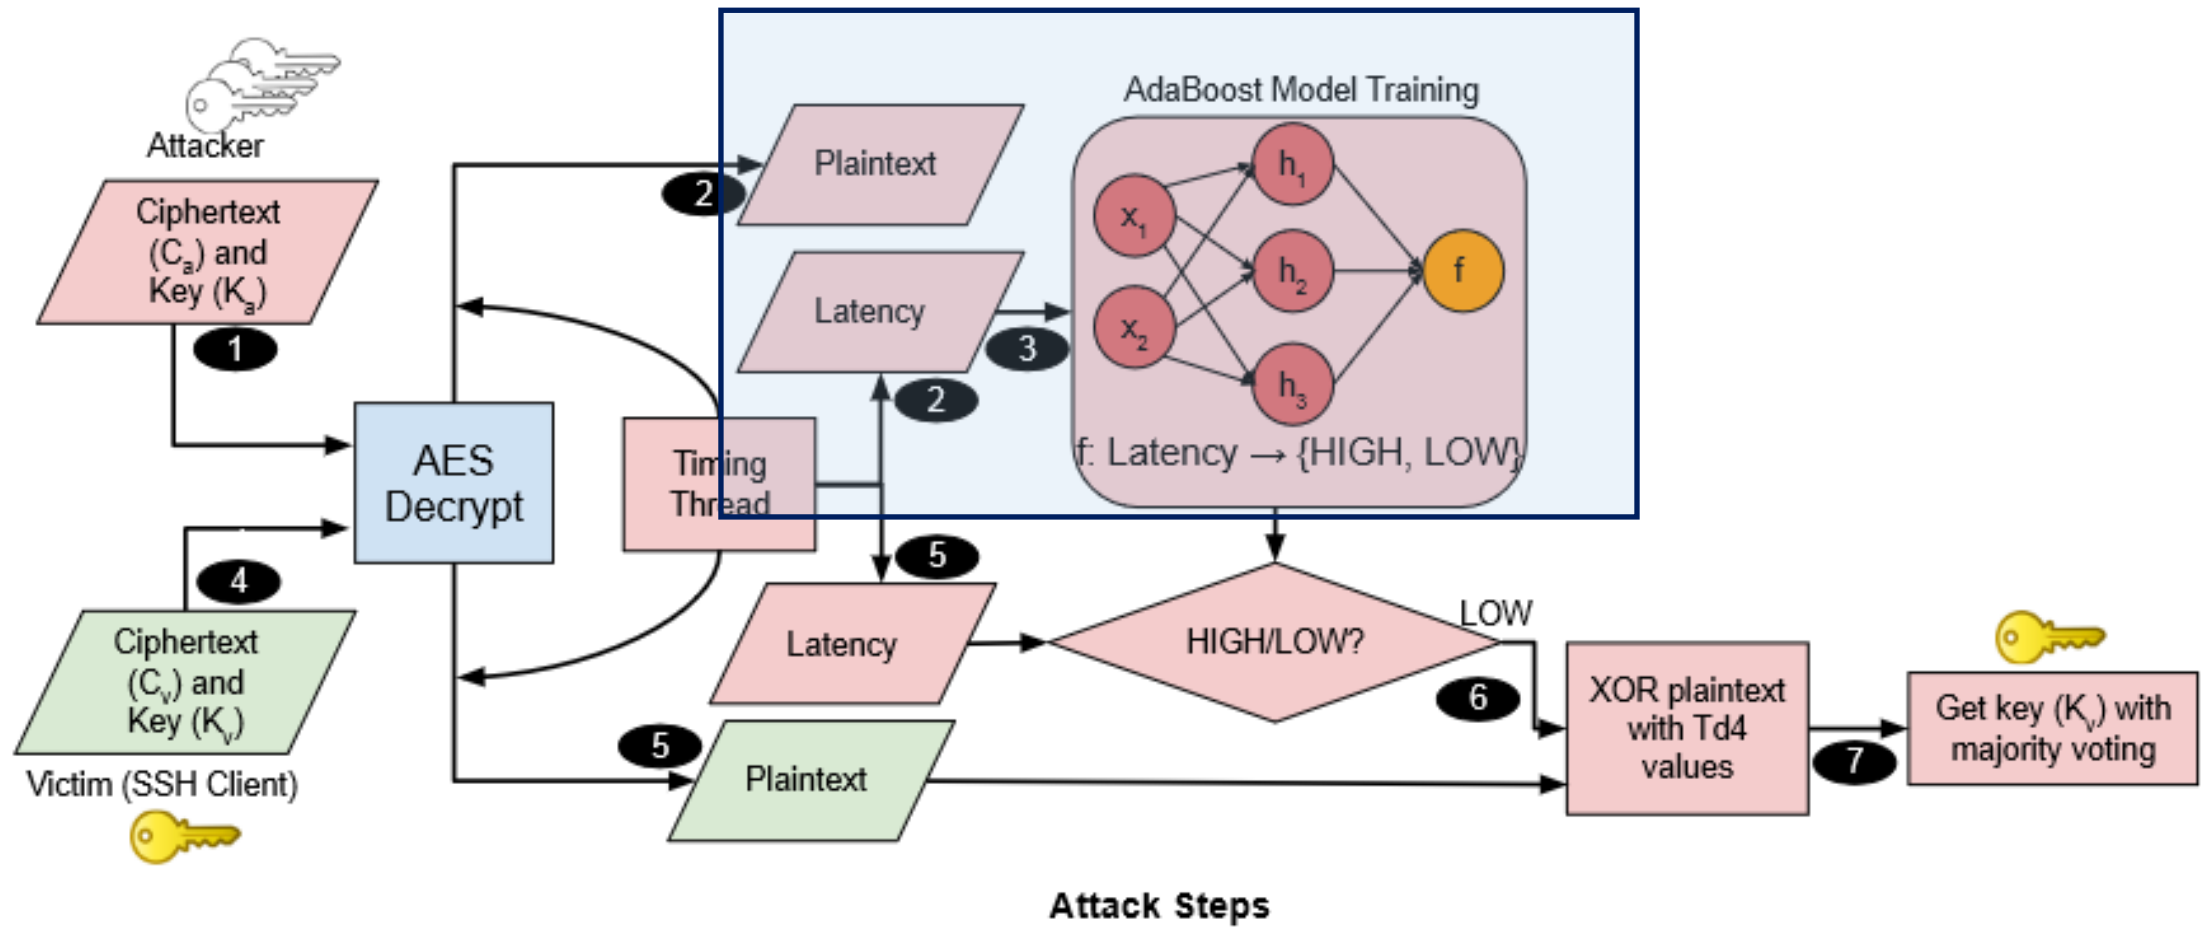 Attacker
Ciphertext
(Ca) and
Key (Ka)
1
AES
Decrypt
4
Ciphertext
(Cv) and
Key (Kv)
Victim (SSH Client)
2
Plaintext
Latency
2
3
Timing
Thread
AdaBoost Model Training
x1
x2
h1
h2
h3
f
f: Latency → {HIGH, LOW}
5
Latency
5
Plaintext
HIGH/LOW?
LOW
6
XOR plaintext
with Td4
values
7
Get key (Kv) with
majority voting
Attack Steps